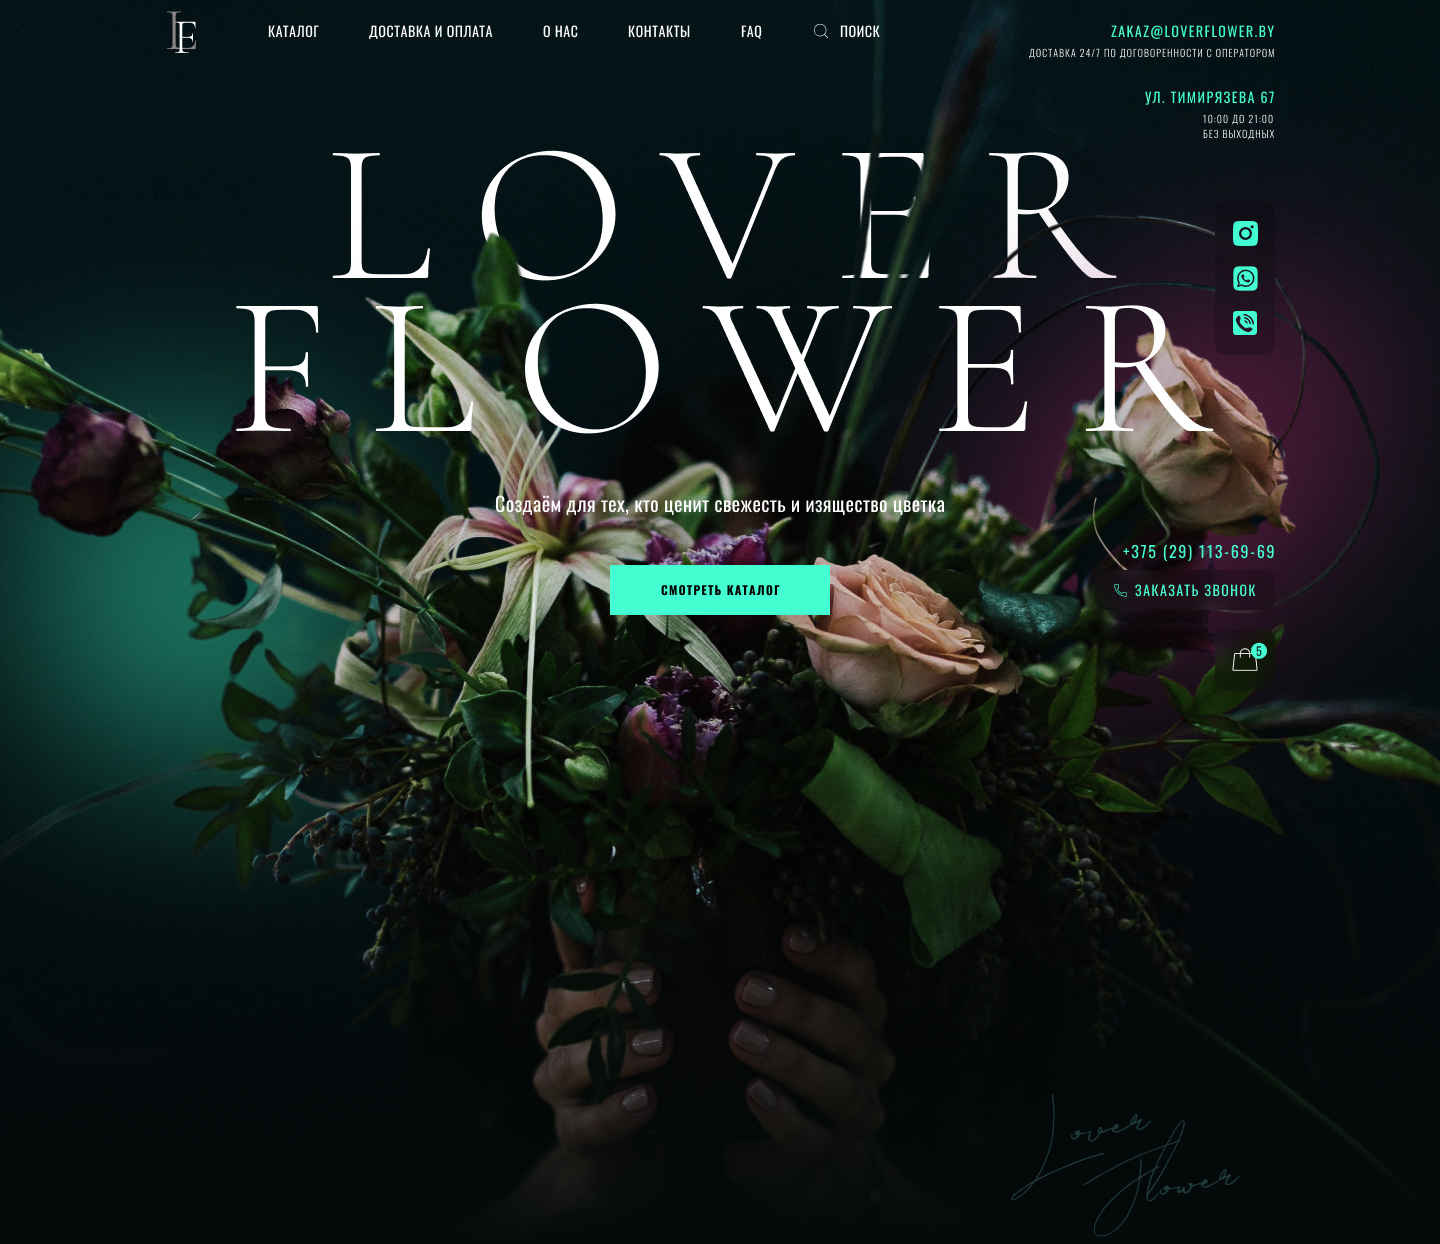 LF
КАТАЛОГ
ДОСТАВКА И ОПЛАТА
О НАС
КОНТАКТЫ
FAQ
ПОИСК
ZAKAZ@LOVERFLOWER.BY
ДОСТАВКА 24/7 ПО ДОГОВОРЕННОСТИ С ОПЕРАТОРОМ
УЛ. ТИМИРЯЗЕВА 67
10:00 ДО 21:00
БЕЗ ВЫХОДНЫХ
LOVER
FLOWER
Создаём для тех, кто ценит свежесть и изящество цветка
+375 (29) 113-69-69
СМОТРЕТЬ КАТАЛОГ
ЗАКАЗАТЬ ЗВОНОК
5
Lover
Flower